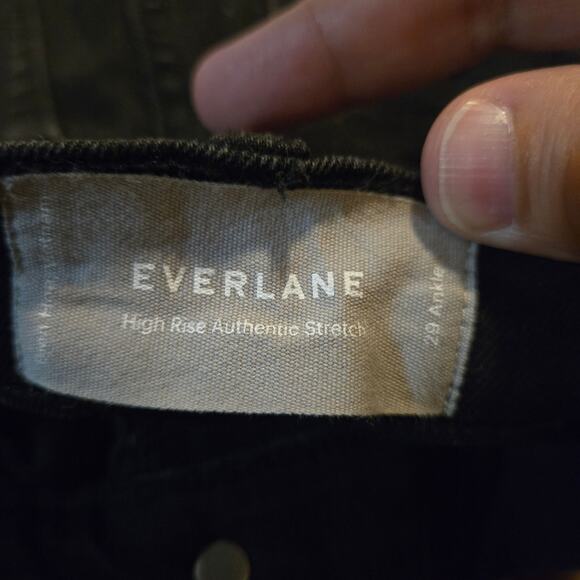 EVERLANE
High Rise Authentic Stretch
29 Ankle